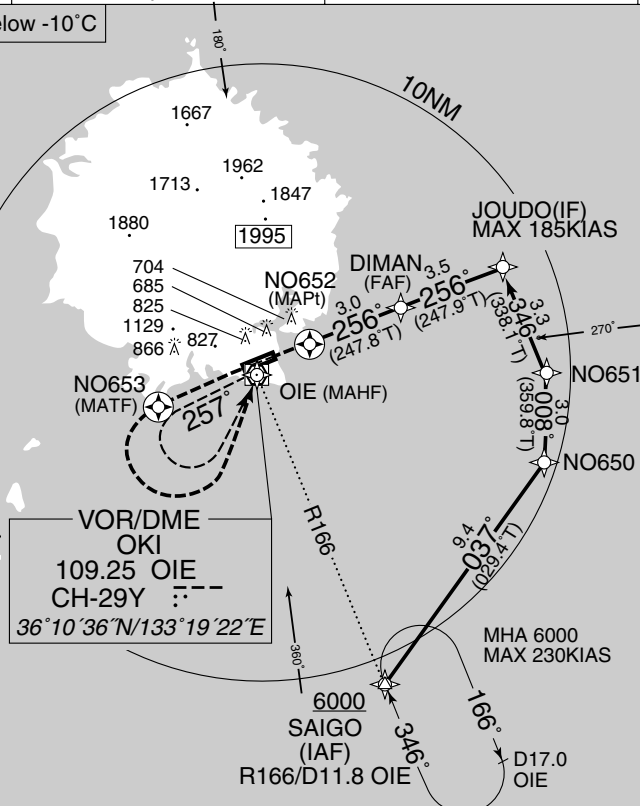 elow -10˚C
180˚
10NM
1667
1962
1713
1847
1880
1995
JOUDO(IF)
MAX 185KIAS
704
685
825
1129
866
827
NO652
(MAPt)
DIMAN
(FAF)
3.5
256˚
(247.9˚T)
3.0
256˚
(247.8˚T)
3.3
346˚
(338.1˚T)
270˚
NO651
3.0
008˚
(359.8˚T)
NO650
NO653
(MATF)
257˚
OIE (MAHF)
R166
9.4
037˚
(029.4˚T)
VOR/DME
OKI
109.25 OIE
CH-29Y
36˚10´36˝N/133˚19´22˝E
360˚
MHA 6000
MAX 230KIAS
6000
SAIGO
(IAF)
R166/D11.8 OIE
346˚
166˚
D17.0
OIE